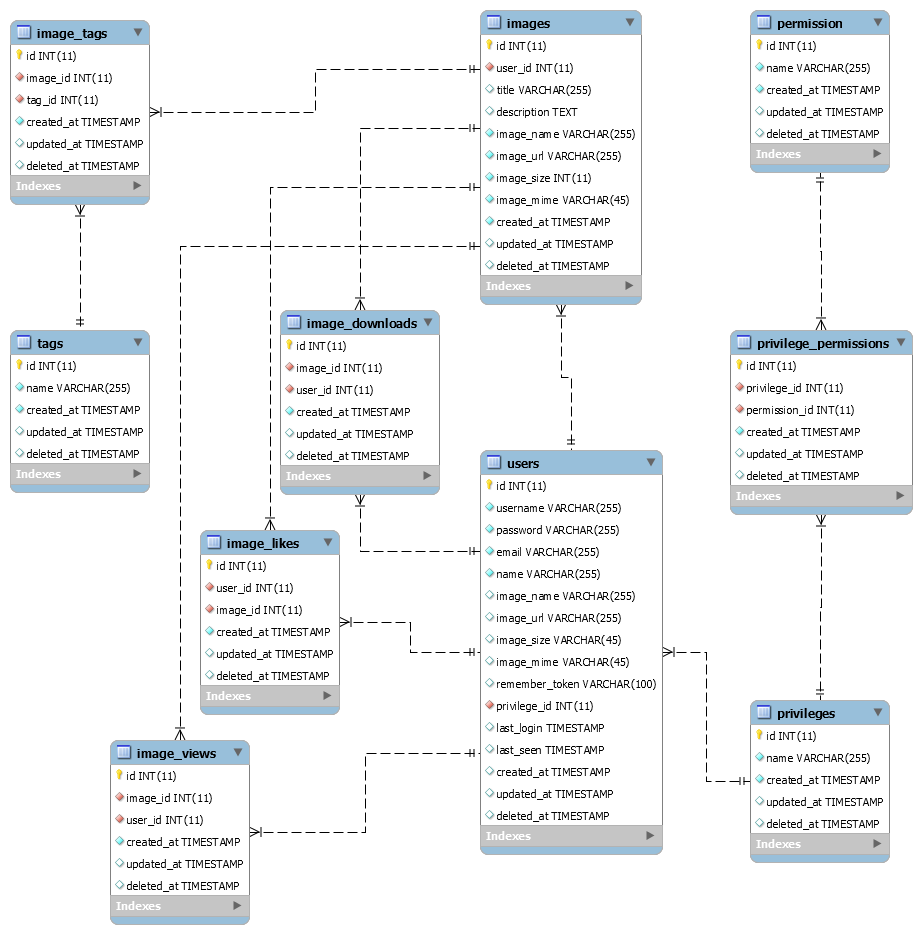 image_tags
id INT(11)
image_id INT(11)
tag_id INT(11)
created_at TIMESTAMP
updated_at TIMESTAMP
deleted_at TIMESTAMP
Indexes
images
id INT(11)
user_id INT(11)
title VARCHAR(255)
description TEXT
image_name VARCHAR(255)
image_url VARCHAR(255)
image_size INT(11)
image_mime VARCHAR(45)
created_at TIMESTAMP
updated_at TIMESTAMP
deleted_at TIMESTAMP
Indexes
permission
id INT(11)
name VARCHAR(255)
created_at TIMESTAMP
updated_at TIMESTAMP
deleted_at TIMESTAMP
Indexes
tags
id INT(11)
name VARCHAR(255)
created_at TIMESTAMP
updated_at TIMESTAMP
deleted_at TIMESTAMP
Indexes
image_downloads
id INT(11)
image_id INT(11)
user_id INT(11)
created_at TIMESTAMP
updated_at TIMESTAMP
deleted_at TIMESTAMP
Indexes
privilege_permissions
id INT(11)
privilege_id INT(11)
permission_id INT(11)
created_at TIMESTAMP
updated_at TIMESTAMP
deleted_at TIMESTAMP
Indexes
users
id INT(11)
username VARCHAR(255)
password VARCHAR(255)
email VARCHAR(255)
name VARCHAR(255)
image_name VARCHAR(255)
image_url VARCHAR(255)
image_size VARCHAR(45)
image_mime VARCHAR(45)
remember_token VARCHAR(100)
privilege_id INT(11)
last_login TIMESTAMP
last_seen TIMESTAMP
created_at TIMESTAMP
updated_at TIMESTAMP
deleted_at TIMESTAMP
Indexes
image_likes
id INT(11)
user_id INT(11)
image_id INT(11)
created_at TIMESTAMP
updated_at TIMESTAMP
deleted_at TIMESTAMP
Indexes
privileges
id INT(11)
name VARCHAR(255)
created_at TIMESTAMP
updated_at TIMESTAMP
deleted_at TIMESTAMP
Indexes
image_views
id INT(11)
image_id INT(11)
user_id INT(11)
created_at TIMESTAMP
updated_at TIMESTAMP
deleted_at TIMESTAMP
Indexes